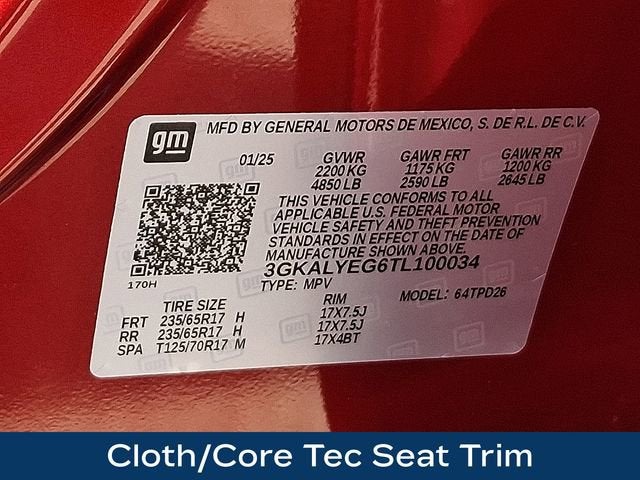 gm MFD BY GENERAL MOTORS DE MEXICO, S. DE R.L. DE C.V.
01/25 GVWR GAWR FRT GAWR RR
2200 KG 1175 KG 1200 KG
4850 LB 2590 LB 2645 LB
THIS VEHICLE CONFORMS TO ALL
APPLICABLE U.S. FEDERAL MOTOR
VEHICLE SAFETY AND THEFT PREVENTION
STANDARDS IN EFFECT ON THE DATE OF
MANUFACTURE SHOWN ABOVE.
3GKALYEG6TL100034
170H
TYPE: MPV MODEL: 64TPD26
TIRE SIZE RIM
FRT 235/65R17 H 17X7.5J
RR 235/65R17 H 17X7.5J
SPA T125/70R17 M 17X4BT
Cloth/Core Tec Seat Trim